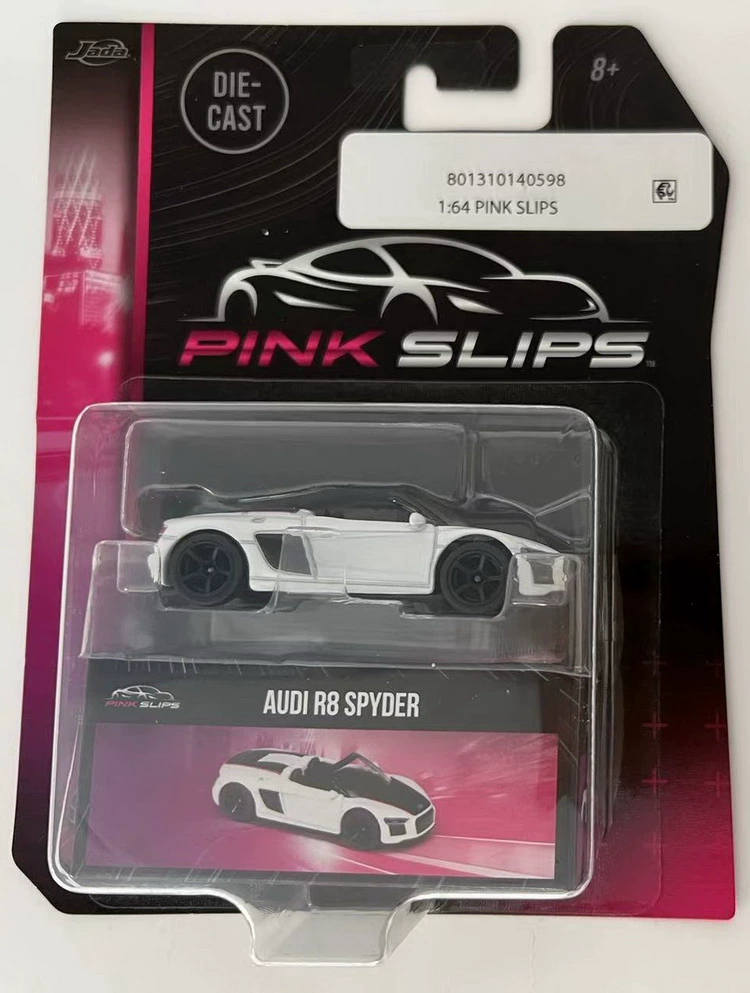 Jada
DIE-
CAST
8+
801310140598
1:64 PINK SLIPS
PINK SLIPS
PINK SLIPS
AUDI R8 SPYDER